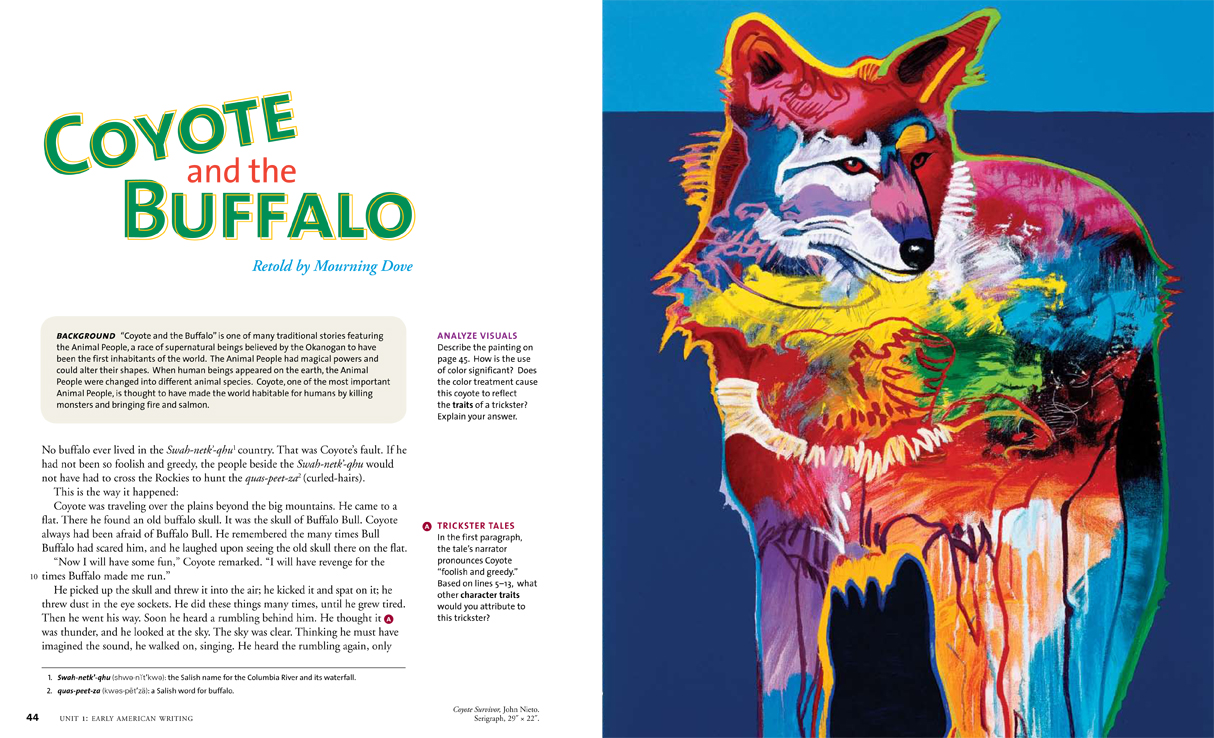 COYOTE
and the
BUFFALO
Retold by Mourning Dove
BACKGROUND “Coyote and the Buffalo” is one of many traditional stories featuring
the Animal People, a race of supernatural beings believed by the Okanogan to have
been the first inhabitants of the world. The Animal People had magical powers and
could alter their shapes. When human beings appeared on the earth, the Animal
People were changed into different animal species. Coyote, one of the most important
Animal People, is thought to have made the world habitable for humans by killing
monsters and bringing fire and salmon.
No buffalo ever lived in the Swah-netk’-qhu¹ country. That was Coyote’s fault. If he
had not been so foolish and greedy, the people beside the Swah-netk’-qhu would
not have had to cross the Rockies to hunt the quas-peet-za² (curled-hairs).
This is the way it happened:
Coyote was traveling over the plains beyond the big mountains. He came to a
flat. There he found an old buffalo skull. It was the skull of Buffalo Bull. Coyote
always had been afraid of Buffalo Bull. He remembered the many times Bull
Buffalo had scared him, and he laughed upon seeing the old skull there on the flat.
“Now I will have some fun,” Coyote remarked. “I will have revenge for the
10 times Buffalo made me run.”
He picked up the skull and threw it into the air; he kicked it and spat on it; he
threw dust in the eye sockets. He did these things many times, until he grew tired.
Then he went his way. Soon he heard a rumbling behind him. He thought it A
was thunder, and he looked at the sky. The sky was clear. Thinking he must have
imagined the sound, he walked on, singing. He heard the rumbling again, only
ANALYZE VISUALS
Describe the painting on
page 45. How is the use
of color significant? Does
the color treatment cause
this coyote to reflect
the traits of a trickster?
Explain your answer.
A TRICKSTER TALES
In the first paragraph,
the tale’s narrator
pronounces Coyote
“foolish and greedy.”
Based on lines 5–13, what
other character traits
would you attribute to
this trickster?
1. Swah-netk’-qhu (shwə-nĭt′kwə): the Salish name for the Columbia River and its waterfall.
2. quas-peet-za (kwəs-pĕt′zä): a Salish word for buffalo.
44 UNIT 1: EARLY AMERICAN WRITING
Coyote Survivor, John Nieto.
Serigraph, 29″ × 22″.